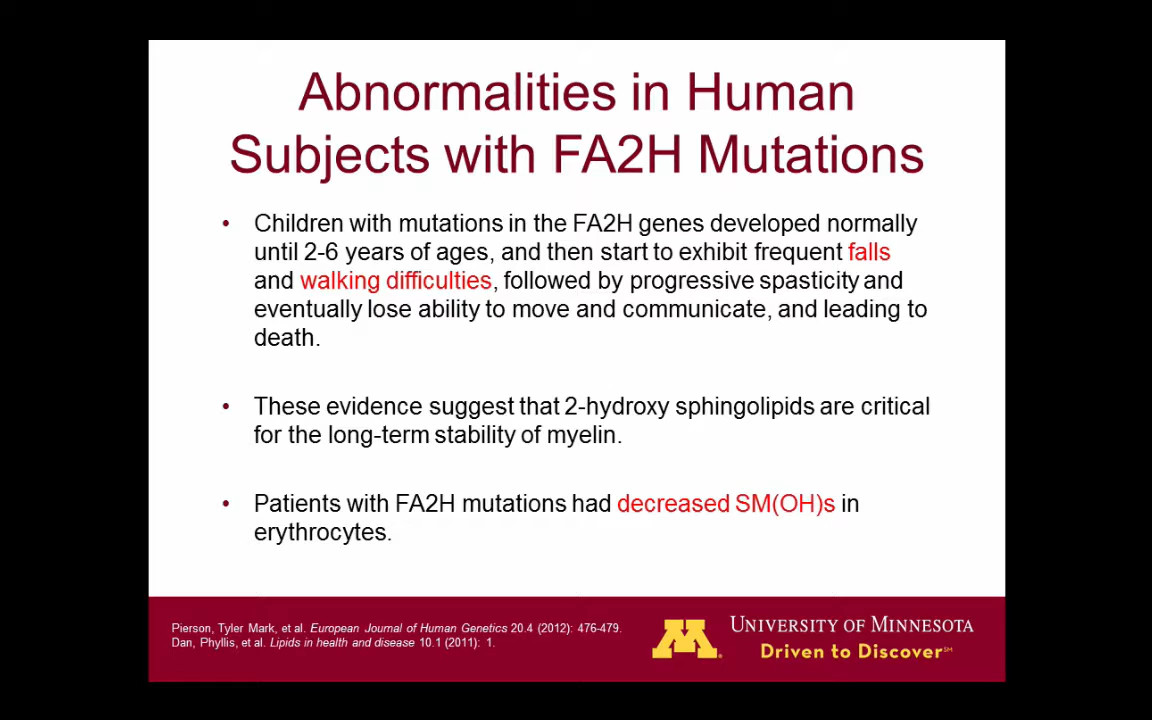 Abnormalities in Human
Subjects with FA2H Mutations
• Children with mutations in the FA2H genes developed normally
until 2-6 years of ages, and then start to exhibit frequent falls
and walking difficulties, followed by progressive spasticity and
eventually lose ability to move and communicate, and leading to
death.
• These evidence suggest that 2-hydroxy sphingolipids are critical
for the long-term stability of myelin.
• Patients with FA2H mutations had decreased SM(OH)s in
erythrocytes.
Pierson, Tyler Mark, et al. European Journal of Human Genetics 20.4 (2012): 476-479.
Dan, Phyllis, et al. Lipids in health and disease 10.1 (2011): 1.
M
UNIVERSITY OF MINNESOTA
Driven to Discover℠